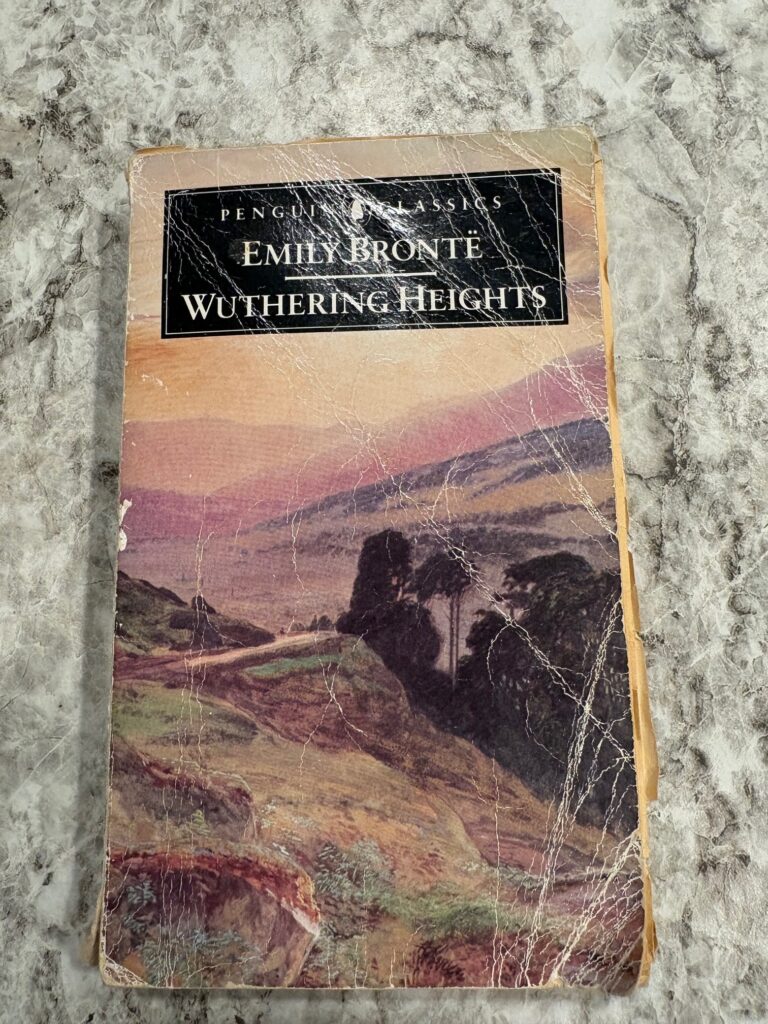 PENGUIN CLASSICS
EMILY BRONTË
WUTHERING HEIGHTS